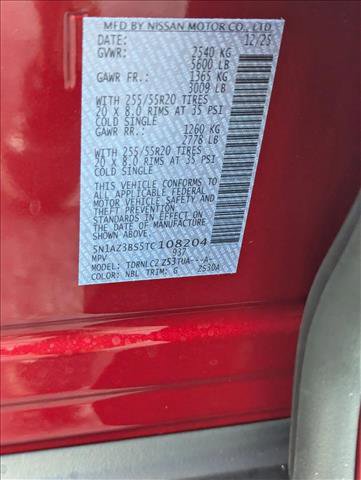 MFD BY NISSAN MOTOR CO., LTD
DATE: 12/25
GVWR: 2540 KG
5600 LB
GAWR FR: 1365 KG
3009 LB
WITH 255/55R20 TIRES
20 x 8.0 RIMS AT 35 PSI
COLD SINGLE
GAWR RR: 1260 KG
2778 LB
WITH 255/55R20 TIRES
20 x 8.0 RIMS AT 35 PSI
COLD SINGLE
THIS VEHICLE CONFORMS TO
ALL APPLICABLE FEDERAL
MOTOR VEHICLE SAFETY AND
THEFT PREVENTION
STANDARDS IN EFFECT ON
THE DATE OF MANUFACTURE
SHOWN ABOVE.
5N1AZ3BS5TC108204
MPV 937
MODEL: TDRNLCZ Z53TUA---A-
COLOR: NBL TRIM: G Z530A